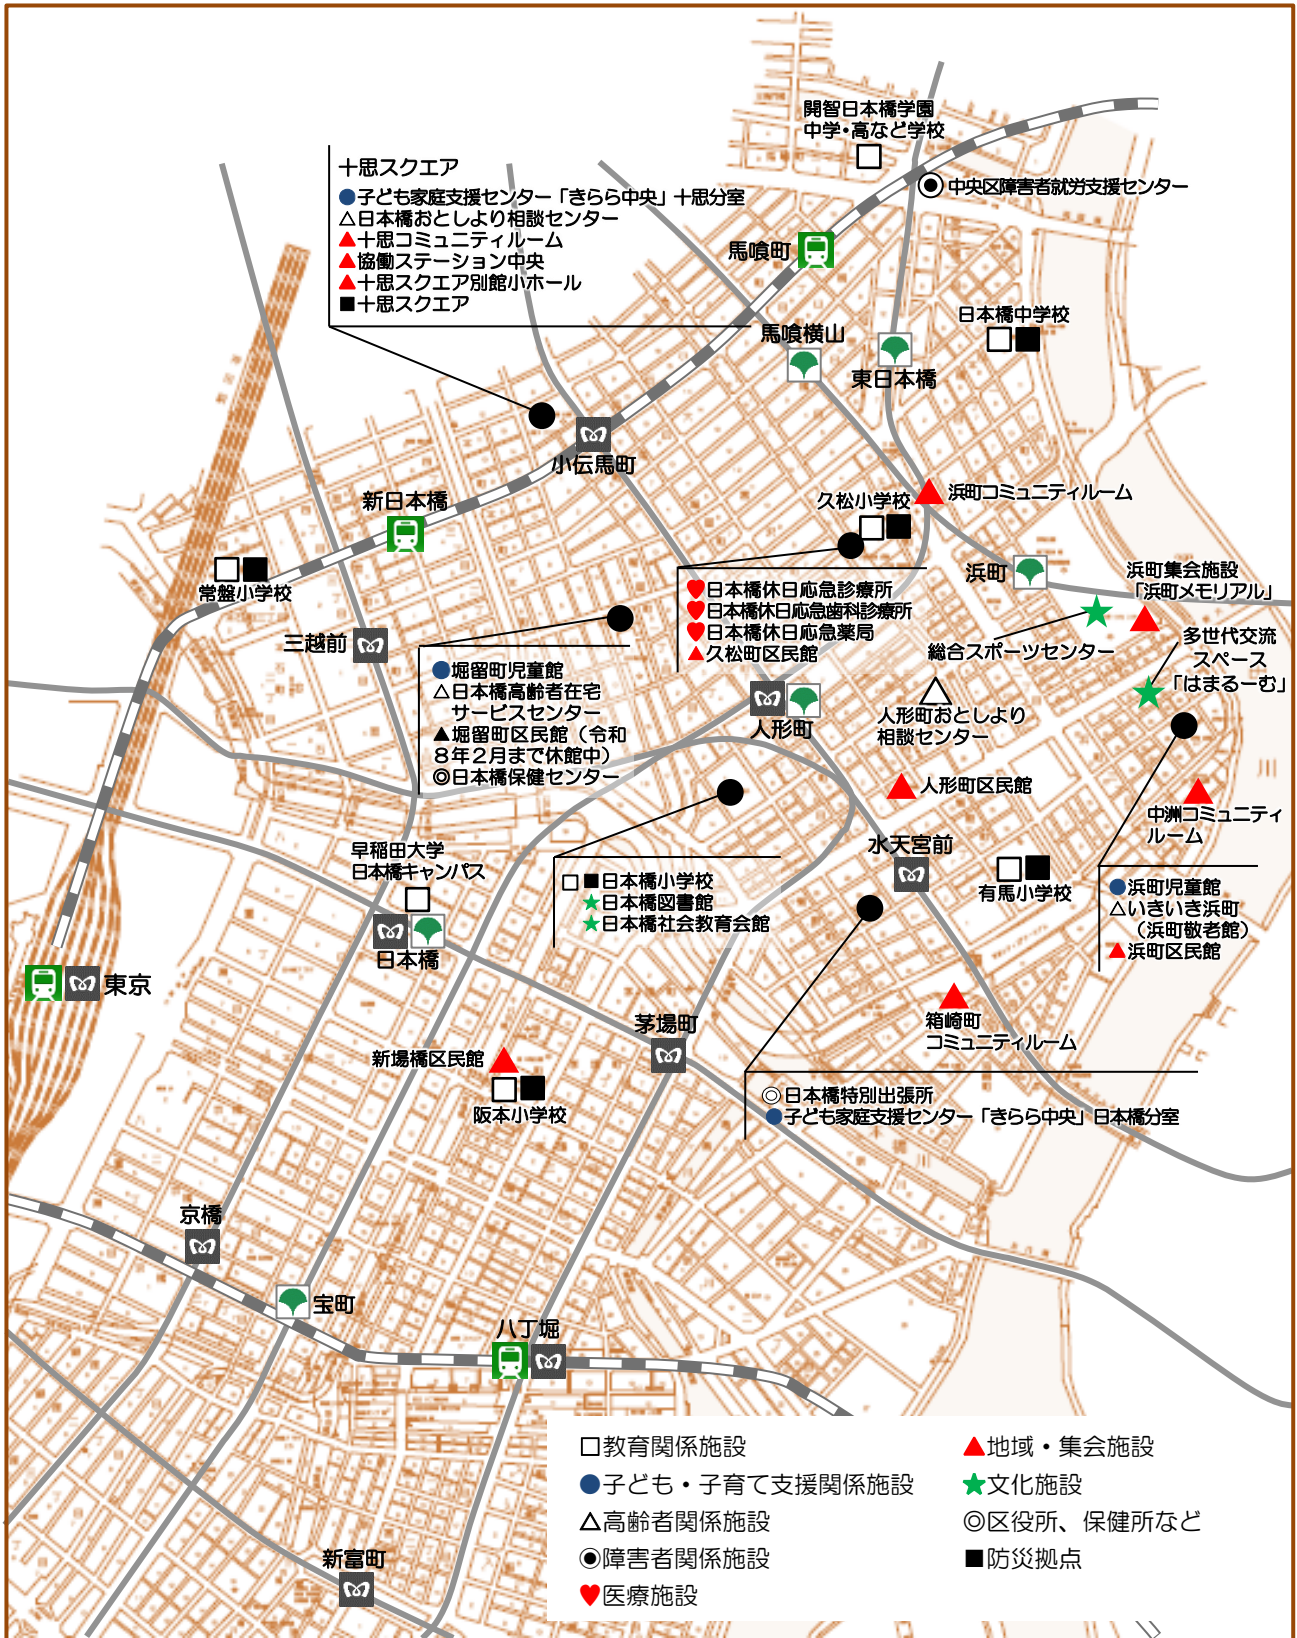 開智日本橋学園
中学・高など学校
十思スクエア
●子ども家庭支援センター「きらら中央」十思分室
△日本橋おとしより相談センター
▲十思コミュニティルーム
▲協働ステーション中央
▲十思スクエア別館小ホール
■十思スクエア
中央区障害者就労支援センター
馬喰町
日本橋中学校
馬喰横山
東日本橋
小伝馬町
新日本橋
久松小学校
浜町コミュニティルーム
常盤小学校
浜町
浜町集会施設
「浜町メモリアル」
♥日本橋休日応急診療所
♥日本橋休日応急歯科診療所
♥日本橋休日応急薬局
▲久松町区民館
三越前
総合スポーツセンター
多世代交流
スペース
「はまるーむ」
●堀留町児童館
△日本橋高齢者在宅
サービスセンター
▲堀留町区民館（令和
８年２月まで休館中）
◎日本橋保健センター
人形町
人形町おとしより
相談センター
人形町区民館
川
中洲コミュニティ
ルーム
早稲田大学
日本橋キャンパス
水天宮前
有馬小学校
□■日本橋小学校
★日本橋図書館
★日本橋社会教育会館
●浜町児童館
△いきいき浜町
（浜町敬老館）
▲浜町区民館
日本橋
東京
茅場町
箱崎町
コミュニティルーム
新場橋区民館
阪本小学校
◎日本橋特別出張所
●子ども家庭支援センター「きらら中央」日本橋分室
京橋
宝町
八丁堀
新富町
□教育関係施設
●子ども・子育て支援関係施設
△高齢者関係施設
◉障害者関係施設
♥医療施設
▲地域・集会施設
★文化施設
◎区役所、保健所など
■防災拠点